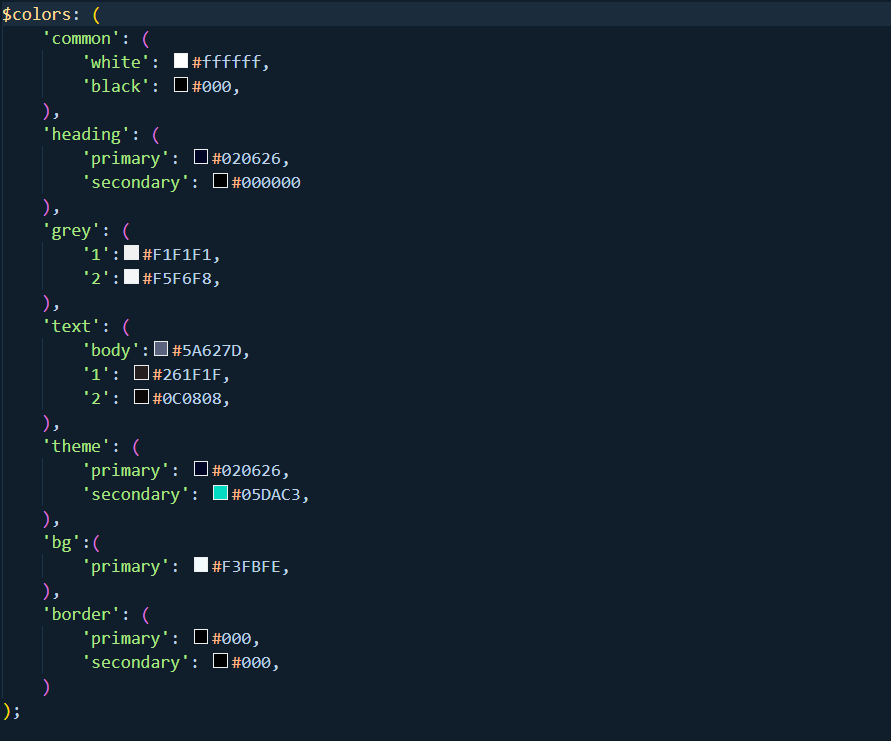 $colors: (
    'common': (
        'white': #ffffff,
        'black': #000,
    ),
    'heading': (
        'primary': #020626,
        'secondary': #000000
    ),
    'grey': (
        '1': #F1F1F1,
        '2': #F5F6F8,
    ),
    'text': (
        'body': #5A627D,
        '1': #261F1F,
        '2': #0C0808,
    ),
    'theme': (
        'primary': #020626,
        'secondary': #05DAC3,
    ),
    'bg':(
        'primary': #F3FBFE,
    ),
    'border': (
        'primary': #000,
        'secondary': #000,
    )
);